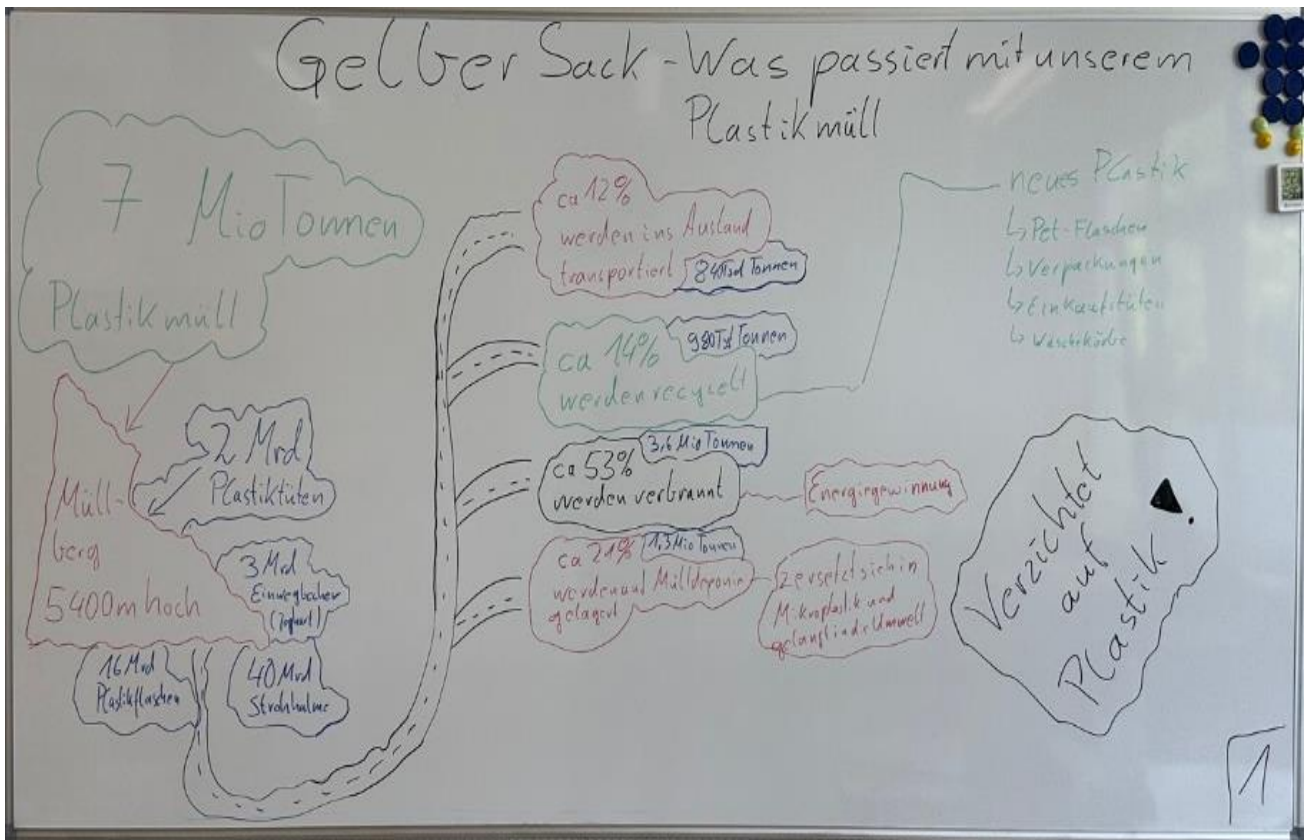 Gelber Sack - Was passiert mit unserem
Plastikmüll
7 Mio Tonnen
Plastikmüll
Müll-
berg
5400m hoch
2 Mrd
Plastiktüten
3 Mrd
Einwegbecher
(Joghurt)
16 Mrd
Plastikflaschen
40 Mrd
Strohhalme
ca 12%
werden ins Ausland
transportiert
840Tsd Tonnen
ca 14%
werden recycelt
980Tsd Tonnen
ca 53%
werden verbrannt
3,6 Mio Tonnen
ca 21%
werden auf Mülldeponie
gelagert
1,3 Mio Tonnen
neues Plastik
↳ Pet-Flaschen
↳ Verpackungen
↳ Einkaufstüten
↳ Wäschekörbe
Energiegewinnung
zersetzt sich in
Mikroplastik und
gelangt in die Umwelt
Verzichtet
auf
Plastik!
1